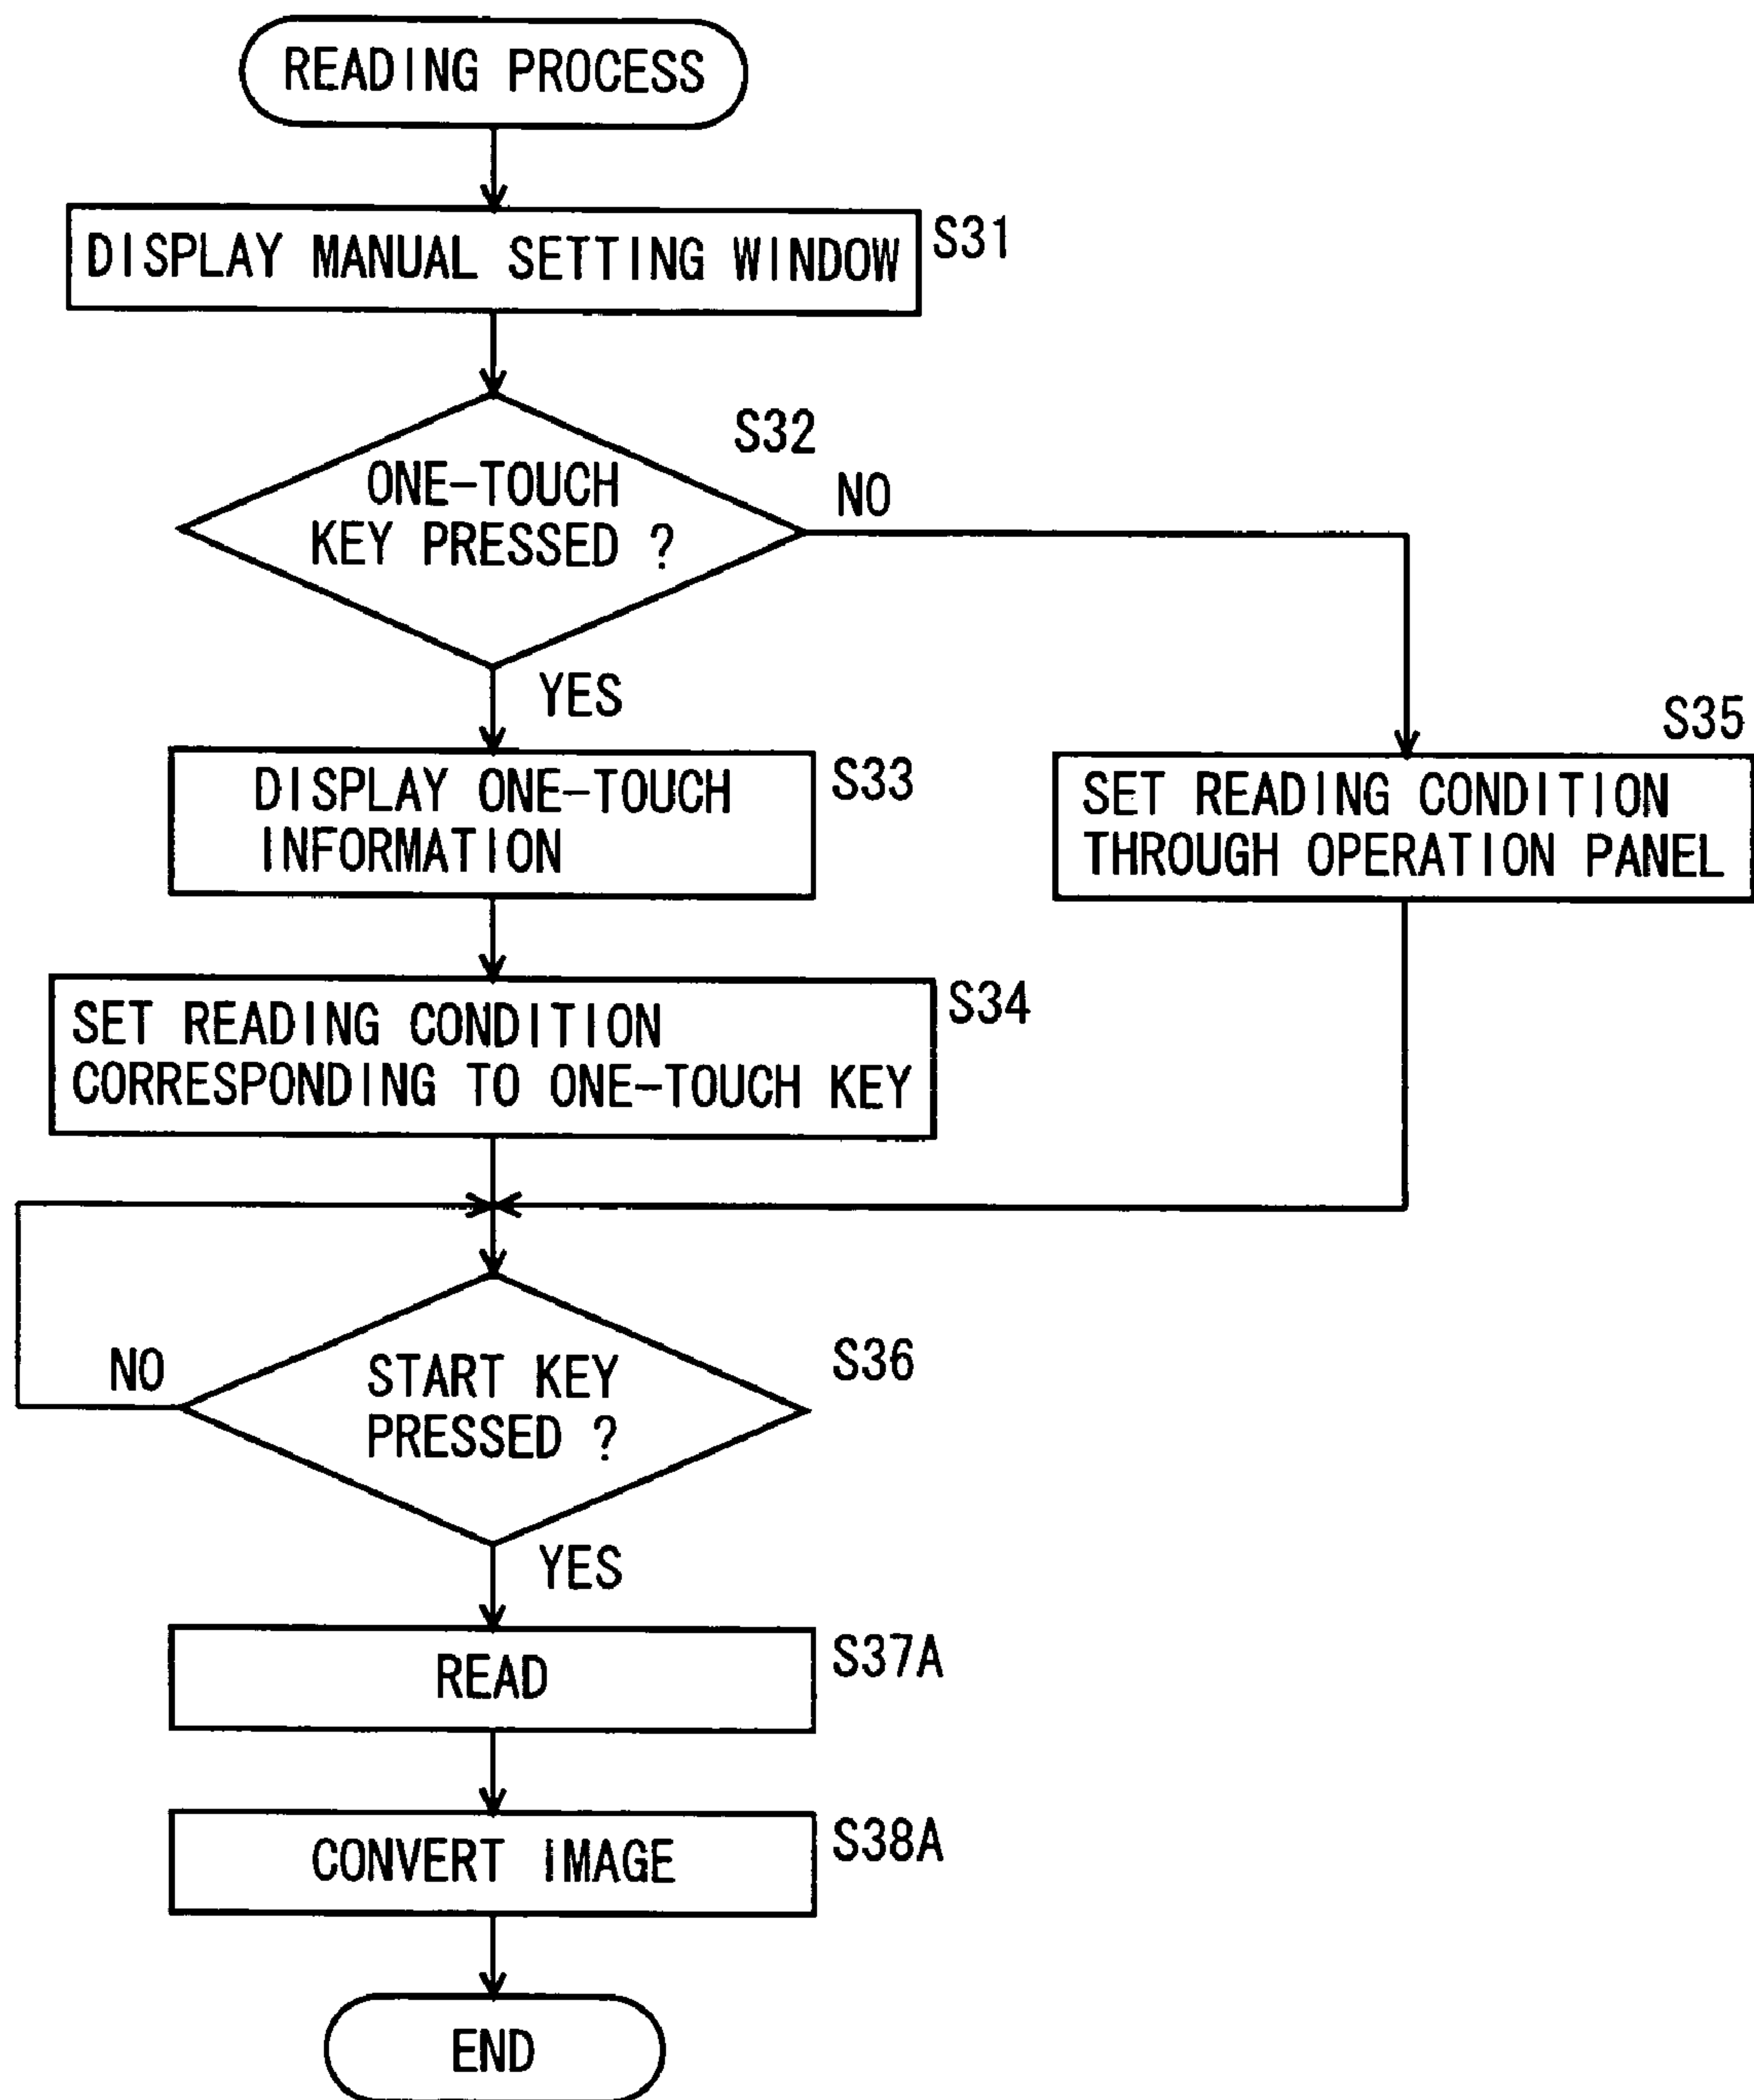 READING PROCESS
DISPLAY MANUAL SETTING WINDOW
S31
S32
ONE-TOUCH
KEY PRESSED ?
NO
YES
DISPLAY ONE-TOUCH
INFORMATION
S33
S35
SET READING CONDITION
THROUGH OPERATION PANEL
SET READING CONDITION
CORRESPONDING TO ONE-TOUCH KEY
S34
START KEY
PRESSED ?
S36
NO
YES
READ
S37A
CONVERT IMAGE
S38A
END